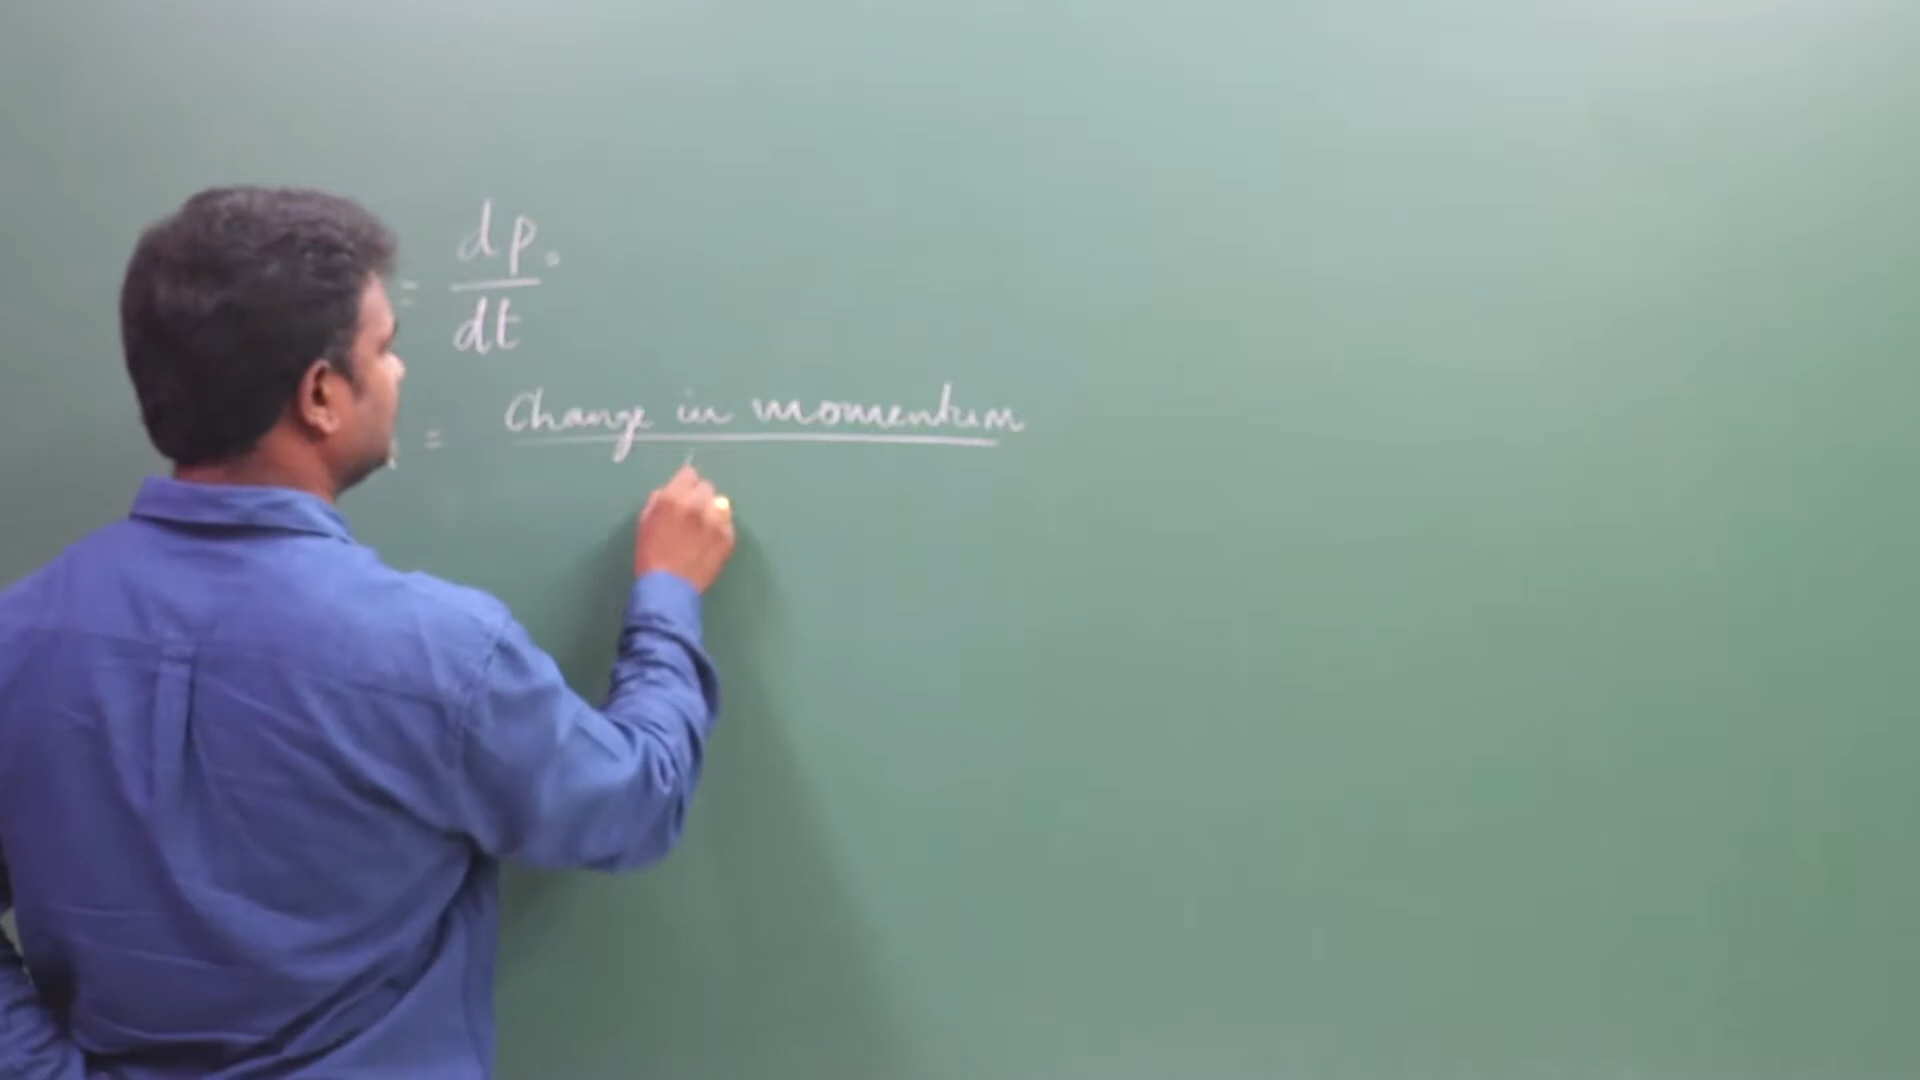 = dp
dt
= Change in momentum